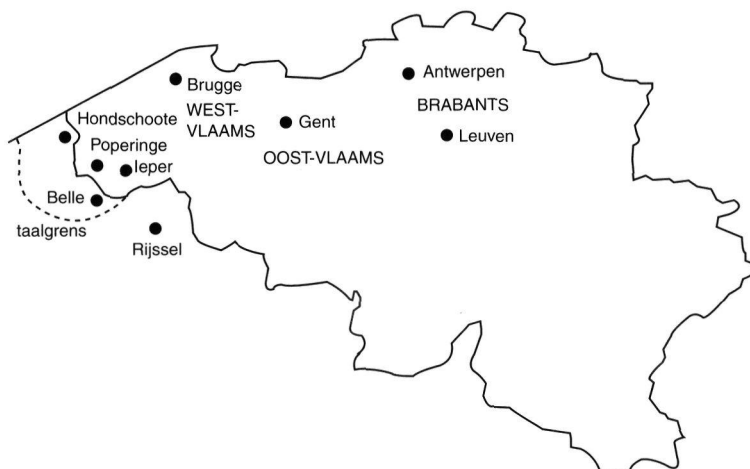 Brugge
Antwerpen
WEST-
VLAAMS
BRABANTS
Hondschoote
Gent
Leuven
Poperinge
OOST-VLAAMS
Ieper
Belle
taalgrens
Rijssel